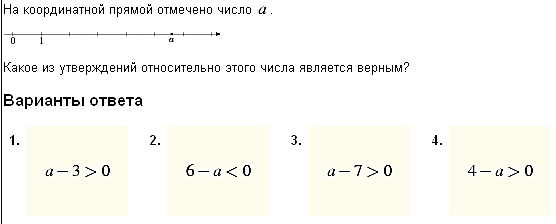 На координатной прямой отмечено число a.
0 1 a
Какое из утверждений относительно этого числа является верным?
Варианты ответа
1. a − 3 > 0 2. 6 − a < 0 3. a − 7 > 0 4. 4 − a > 0